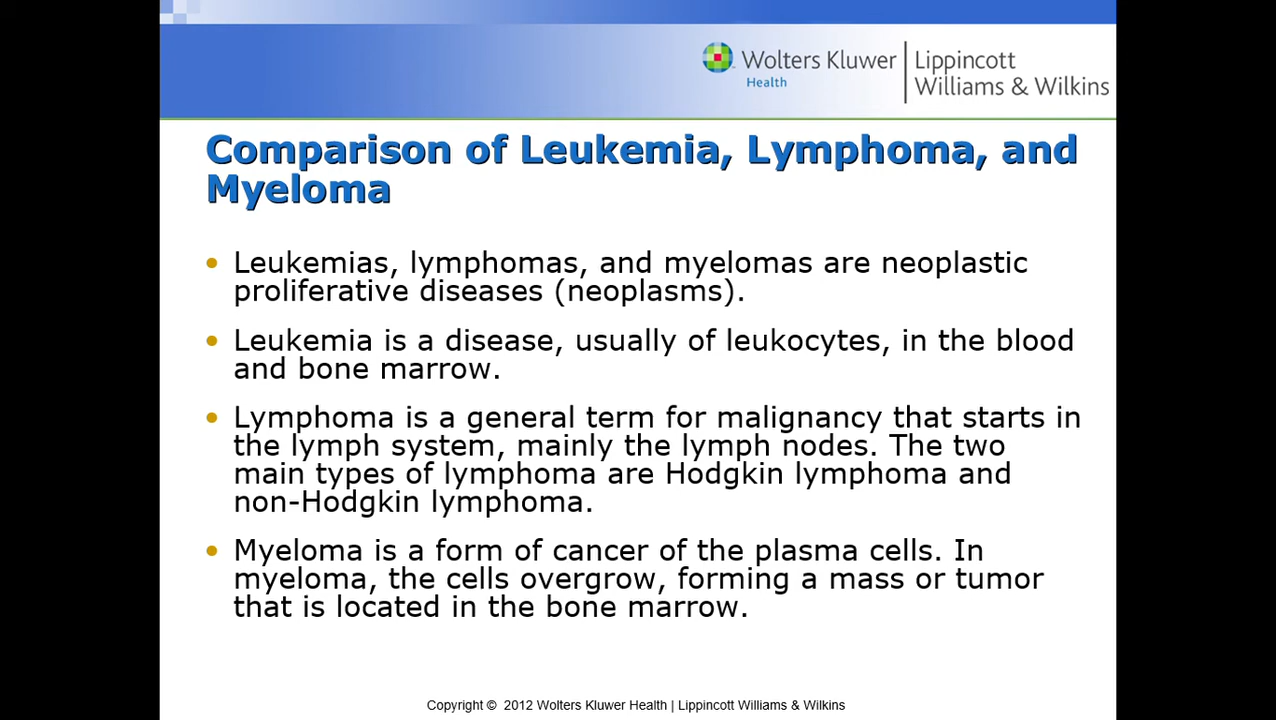 Wolters Kluwer
Health
Lippincott
Williams & Wilkins
Comparison of Leukemia, Lymphoma, and
Myeloma
• Leukemias, lymphomas, and myelomas are neoplastic
proliferative diseases (neoplasms).
• Leukemia is a disease, usually of leukocytes, in the blood
and bone marrow.
• Lymphoma is a general term for malignancy that starts in
the lymph system, mainly the lymph nodes. The two
main types of lymphoma are Hodgkin lymphoma and
non-Hodgkin lymphoma.
• Myeloma is a form of cancer of the plasma cells. In
myeloma, the cells overgrow, forming a mass or tumor
that is located in the bone marrow.
Copyright © 2012 Wolters Kluwer Health | Lippincott Williams & Wilkins